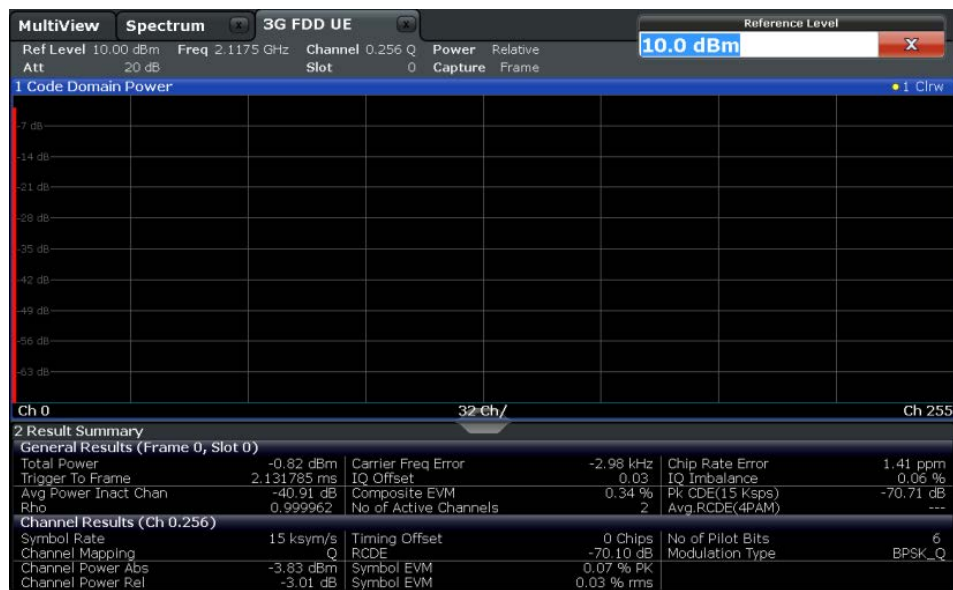 MultiView Spectrum x 3G FDD UE x Reference Level
10.0 dBm X
Ref Level 10.00 dBm Freq 2.1175 GHz Channel 0.256 Q Power Relative
Att 20 dB Slot 0 Capture Frame
1 Code Domain Power ●1 Clrw
-7 dB
-14 dB
-21 dB
-28 dB
-35 dB
-42 dB
-49 dB
-56 dB
-63 dB
Ch 0 32 Ch/ Ch 255
2 Result Summary
General Results (Frame 0, Slot 0)
Total Power -0.82 dBm Carrier Freq Error -2.98 kHz Chip Rate Error 1.41 ppm
Trigger To Frame 2.131785 ms IQ Offset 0.03 IQ Imbalance 0.06 %
Avg Power Inact Chan -40.91 dB Composite EVM 0.34 % Pk CDE(15 Ksps) -70.71 dB
Rho 0.999962 No of Active Channels 2 Avg.RCDE(4PAM) ---
Channel Results (Ch 0.256)
Symbol Rate 15 ksym/s Timing Offset 0 Chips No of Pilot Bits 6
Channel Mapping Q RCDE -70.10 dB Modulation Type BPSK_Q
Channel Power Abs -3.83 dBm Symbol EVM 0.07 % PK
Channel Power Rel -3.01 dB Symbol EVM 0.03 % rms